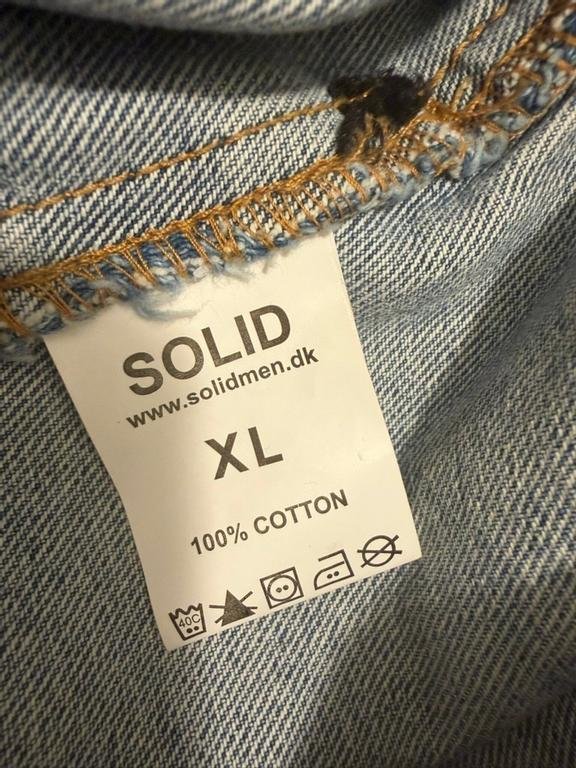 SOLID
www.solidmen.dk
XL
100% COTTON
40C